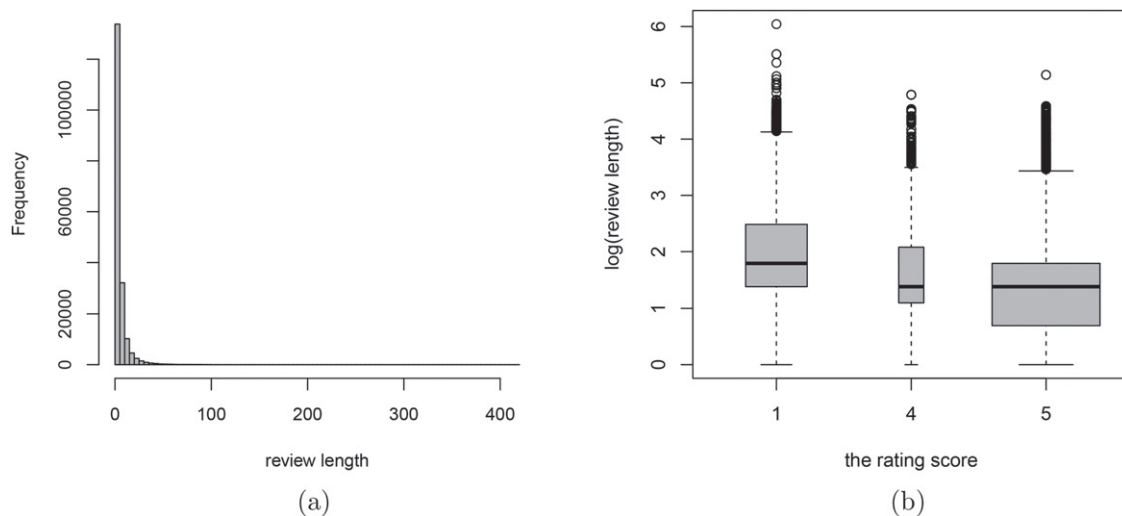 Frequency
0 20000 60000 100000
0 100 200 300 400
review length
(a)
log(review length)
0 1 2 3 4 5 6
1 4 5
the rating score
(b)